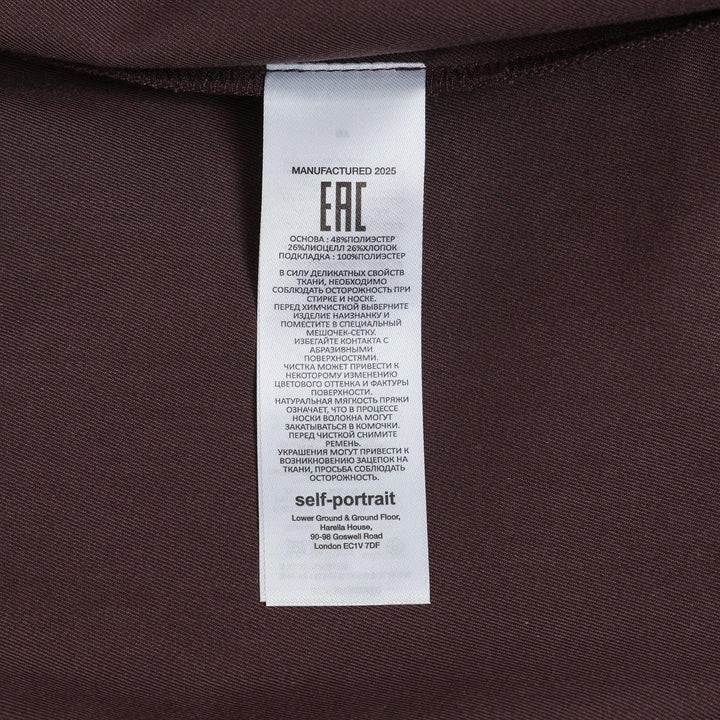 MANUFACTURED 2025
EAC
ОСНОВА : 48%ПОЛИЭСТЕР
26%ЛИОЦЕЛЛ 26%ХЛОПОК
ПОДКЛАДКА : 100%ПОЛИЭСТЕР
В СИЛУ ДЕЛИКАТНЫХ СВОЙСТВ
ТКАНИ, НЕОБХОДИМО
СОБЛЮДАТЬ ОСТОРОЖНОСТЬ ПРИ
СТИРКЕ И НОСКЕ.
ПЕРЕД ХИМЧИСТКОЙ ВЫВЕРНИТЕ
ИЗДЕЛИЕ НАИЗНАНКУ И
ПОМЕСТИТЕ В СПЕЦИАЛЬНЫЙ
МЕШОЧЕК-СЕТКУ.
ИЗБЕГАЙТЕ КОНТАКТА С
АБРАЗИВНЫМИ
ПОВЕРХНОСТЯМИ.
ЧИСТКА МОЖЕТ ПРИВЕСТИ К
НЕКОТОРОМУ ИЗМЕНЕНИЮ
ЦВЕТОВОГО ОТТЕНКА И ФАКТУРЫ
ПОВЕРХНОСТИ.
НАТУРАЛЬНАЯ МЯГКОСТЬ ПРЯЖИ
ОЗНАЧАЕТ, ЧТО В ПРОЦЕССЕ
НОСКИ ВОЛОКНА МОГУТ
ЗАКАТЫВАТЬСЯ В КОМОЧКИ.
ПЕРЕД ЧИСТКОЙ СНИМИТЕ
РЕМЕНЬ.
УКРАШЕНИЯ МОГУТ ПРИВЕСТИ К
ВОЗНИКНОВЕНИЮ ЗАЦЕПОК НА
ТКАНИ, ПРОСЬБА СОБЛЮДАТЬ
ОСТОРОЖНОСТЬ.
self-portrait
Lower Ground & Ground Floor,
Harella House,
90-98 Goswell Road
London EC1V 7DF